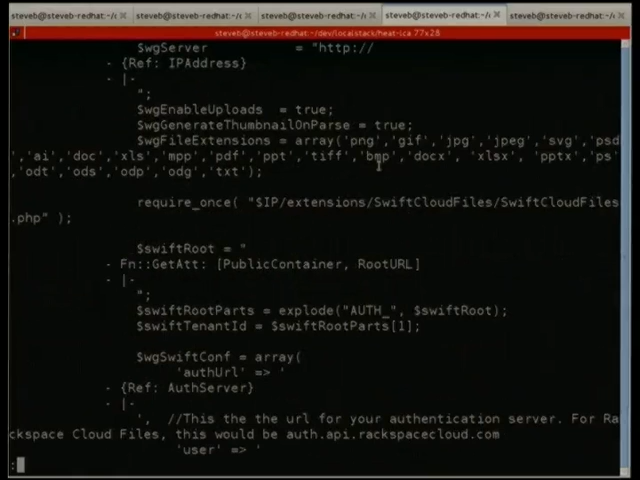 steveb@steveb-redhat:~/
steveb@steveb-redhat:~/
steveb@steveb-redhat:~/
steveb@steveb-redhat:~/
steveb@steveb-redhat:~/
steveb@steveb-redhat:~/dev/localstack/heat-ica 77x28
$wgServer = "http://
- {Ref: IPAddress}
- |-
";
$wgEnableUploads = true;
$wgGenerateThumbnailOnParse = true;
$wgFileExtensions = array('png','gif','jpg','jpeg','svg','psd
','ai','doc','xls','mpp','pdf','ppt','tiff','bmp','docx', 'xlsx', 'pptx','ps'
,'odt','ods','odp','odg','txt');
require_once( "$IP/extensions/SwiftCloudFiles/SwiftCloudFiles
.php" );
$swiftRoot = "
- Fn::GetAtt: [PublicContainer, RootURL]
- |-
";
$swiftRootParts = explode("AUTH_", $swiftRoot);
$swiftTenantId = $swiftRootParts[1];
$wgSwiftConf = array(
'authUrl' => '
- {Ref: AuthServer}
- |-
', //This the the url for your authentication server. For Ra
ckspace Cloud Files, this would be auth.api.rackspacecloud.com
'user' => '
: